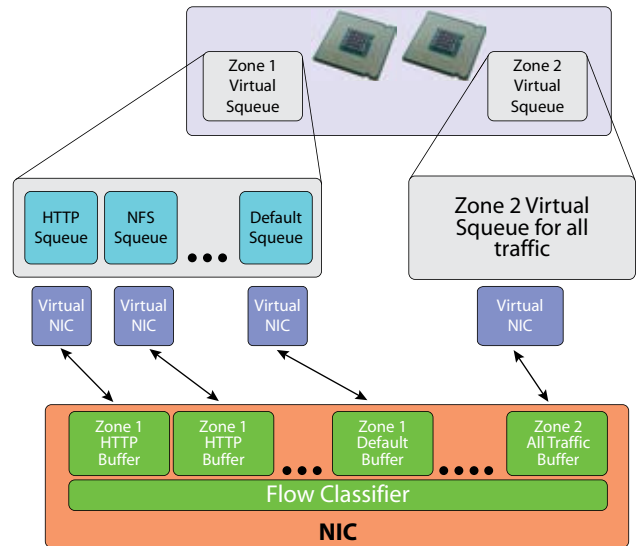 Zone 1
Virtual
Squeue
Zone 2
Virtual
Squeue
HTTP
Squeue
NFS
Squeue
Default
Squeue
Zone 2 Virtual
Squeue for all
traffic
Virtual
NIC
Virtual
NIC
Virtual
NIC
Virtual
NIC
Zone 1
HTTP
Buffer
Zone 1
HTTP
Buffer
Zone 1
Default
Buffer
Zone 2
All Traffic
Buffer
Flow Classifier
NIC